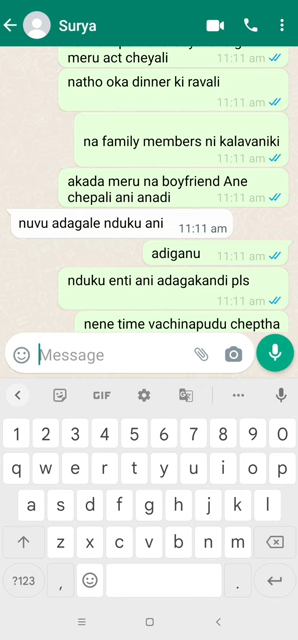 Surya
meru act cheyali
11:11 am
natho oka dinner ki ravali
11:11 am
na family members ni kalavaniki
11:11 am
akada meru na boyfriend Ane
chepali ani anadi
11:11 am
nuvu adagale nduku ani
11:11 am
adiganu
11:11 am
nduku enti ani adagakandi pls
11:11 am
nene time vachinapudu cheptha
Message
GIF
1 2 3 4 5 6 7 8 9 0
q w e r t y u i o p
a s d f g h j k l
z x c v b n m
?123 , .